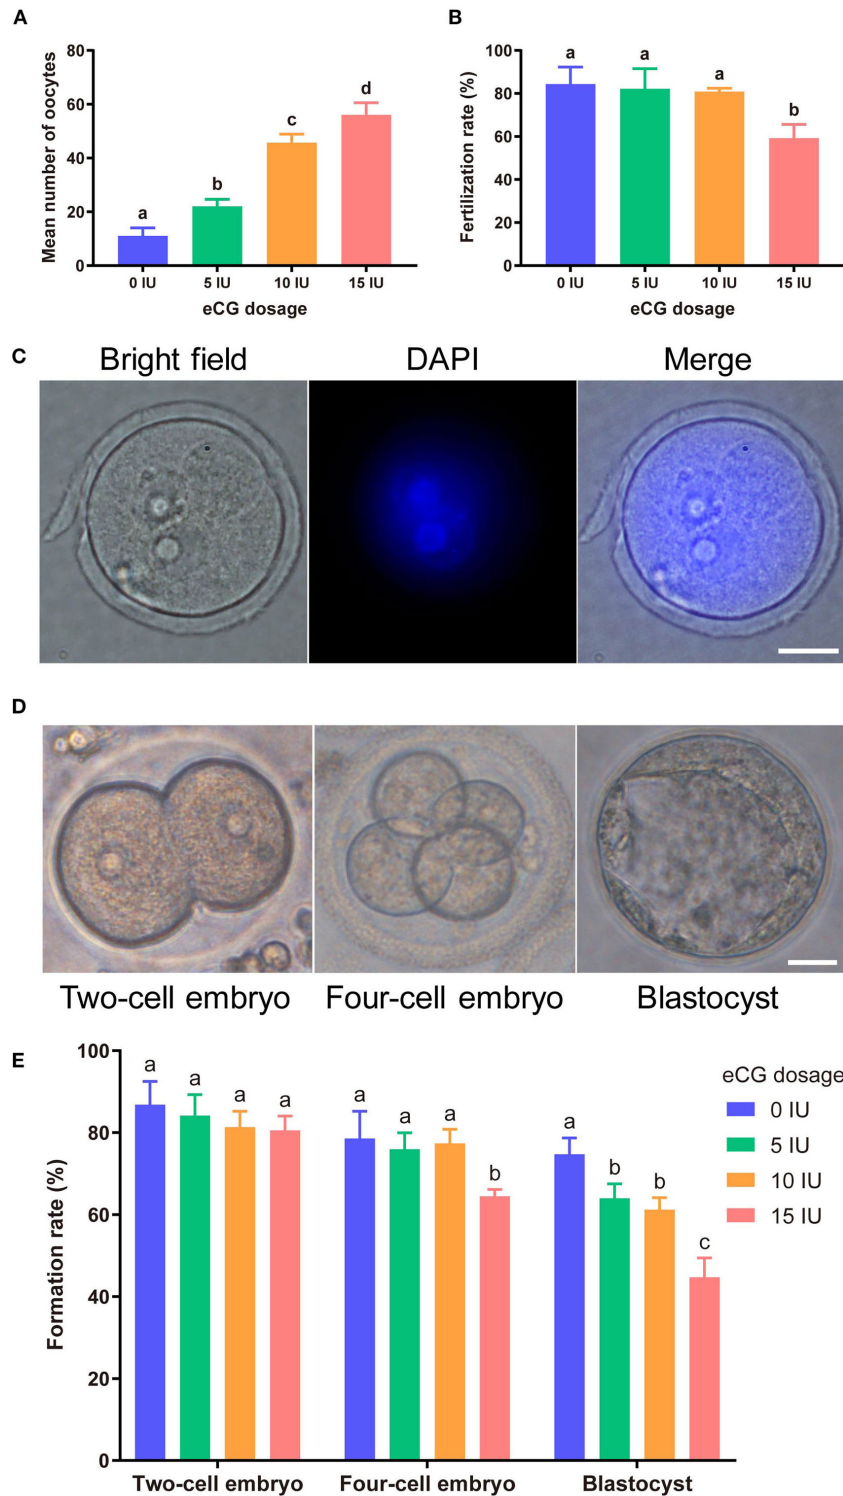 A
Mean number of oocytes
80
60
40
20
0
a
b
c
d
0 IU
5 IU
10 IU
15 IU
eCG dosage
B
Fertilization rate (%)
100
80
60
40
20
0
a
a
a
b
0 IU
5 IU
10 IU
15 IU
eCG dosage
C
Bright field
DAPI
Merge
D
Two-cell embryo
Four-cell embryo
Blastocyst
E
Formation rate (%)
100
80
60
40
20
0
a
a
a
a
a
a
a
b
a
b
b
c
Two-cell embryo
Four-cell embryo
Blastocyst
eCG dosage
0 IU
5 IU
10 IU
15 IU